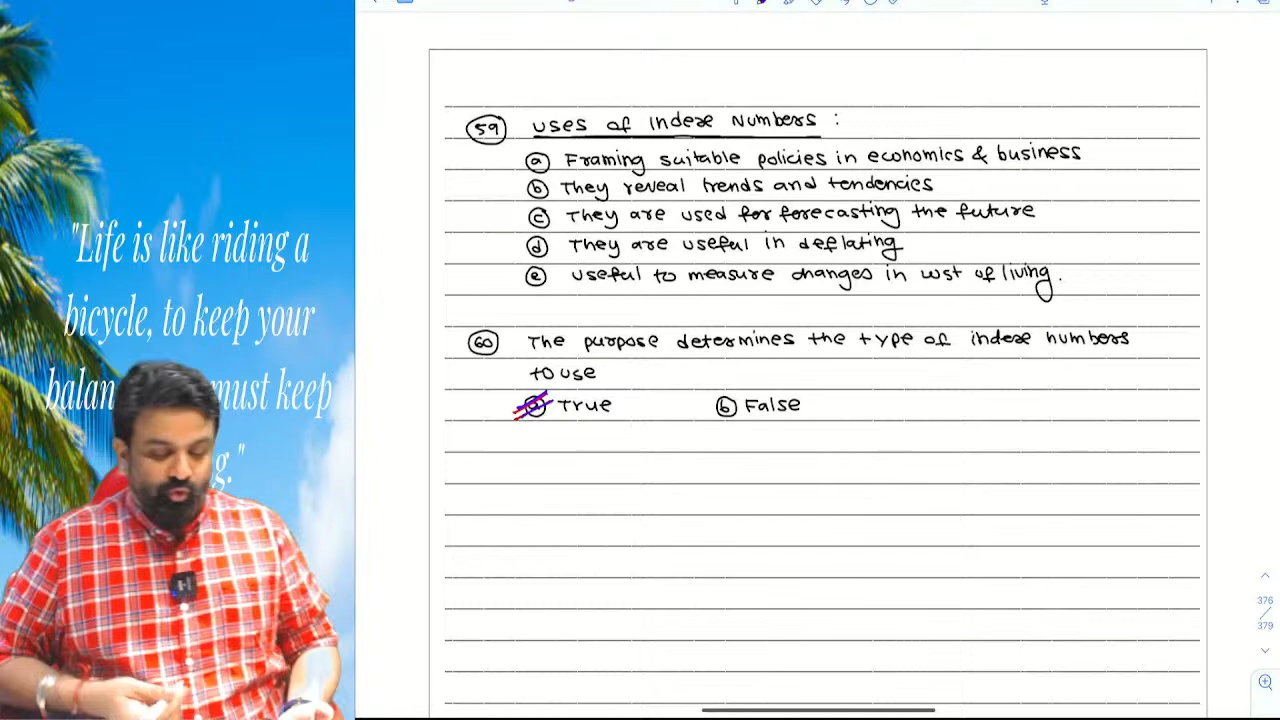 "Life is like riding a
bicycle, to keep your
must keep
g."
59 Uses of Index Numbers :
a Framing suitable policies in economics & business
b They reveal trends and tendencies
c They are used for forecasting the future
d They are useful in deflating
e useful to measure changes in cost of living.
60 The purpose determines the type of index numbers
to use
a True b False
376
379